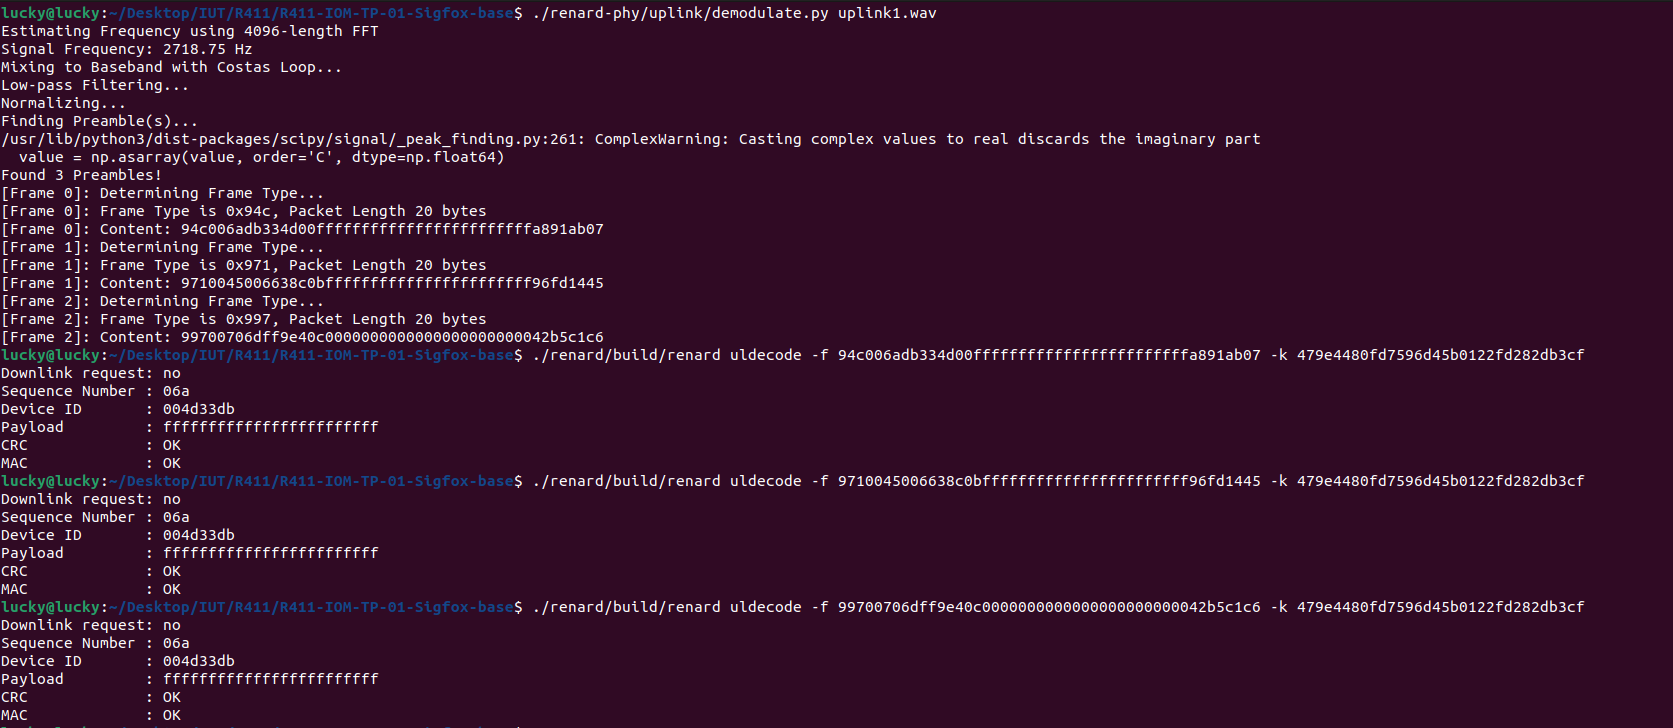 lucky@lucky:~/Desktop/IUT/R411/R411-IOM-TP-01-Sigfox-base$ ./renard-phy/uplink/demodulate.py uplink1.wav
Estimating Frequency using 4096-length FFT
Signal Frequency: 2718.75 Hz
Mixing to Baseband with Costas Loop...
Low-pass Filtering...
Normalizing...
Finding Preamble(s)...
/usr/lib/python3/dist-packages/scipy/signal/_peak_finding.py:261: ComplexWarning: Casting complex values to real discards the imaginary part
  value = np.asarray(value, order='C', dtype=np.float64)
Found 3 Preambles!
[Frame 0]: Determining Frame Type...
[Frame 0]: Frame Type is 0x94c, Packet Length 20 bytes
[Frame 0]: Content: 94c006adb334d00ffffffffffffffffffffffffa891ab07
[Frame 1]: Determining Frame Type...
[Frame 1]: Frame Type is 0x971, Packet Length 20 bytes
[Frame 1]: Content: 9710045006638c0bfffffffffffffffffffffff96fd1445
[Frame 2]: Determining Frame Type...
[Frame 2]: Frame Type is 0x997, Packet Length 20 bytes
[Frame 2]: Content: 99700706dff9e40c00000000000000000000000042b5c1c6
lucky@lucky:~/Desktop/IUT/R411/R411-IOM-TP-01-Sigfox-base$ ./renard/build/renard uldecode -f 94c006adb334d00ffffffffffffffffffffffffa891ab07 -k 479e4480fd7596d45b0122fd282db3cf
Downlink request: no
Sequence Number : 06a
Device ID       : 004d33db
Payload         : ffffffffffffffffffffffff
CRC             : OK
MAC             : OK
lucky@lucky:~/Desktop/IUT/R411/R411-IOM-TP-01-Sigfox-base$ ./renard/build/renard uldecode -f 9710045006638c0bfffffffffffffffffffffff96fd1445 -k 479e4480fd7596d45b0122fd282db3cf
Downlink request: no
Sequence Number : 06a
Device ID       : 004d33db
Payload         : ffffffffffffffffffffffff
CRC             : OK
MAC             : OK
lucky@lucky:~/Desktop/IUT/R411/R411-IOM-TP-01-Sigfox-base$ ./renard/build/renard uldecode -f 99700706dff9e40c00000000000000000000000042b5c1c6 -k 479e4480fd7596d45b0122fd282db3cf
Downlink request: no
Sequence Number : 06a
Device ID       : 004d33db
Payload         : ffffffffffffffffffffffff
CRC             : OK
MAC             : OK